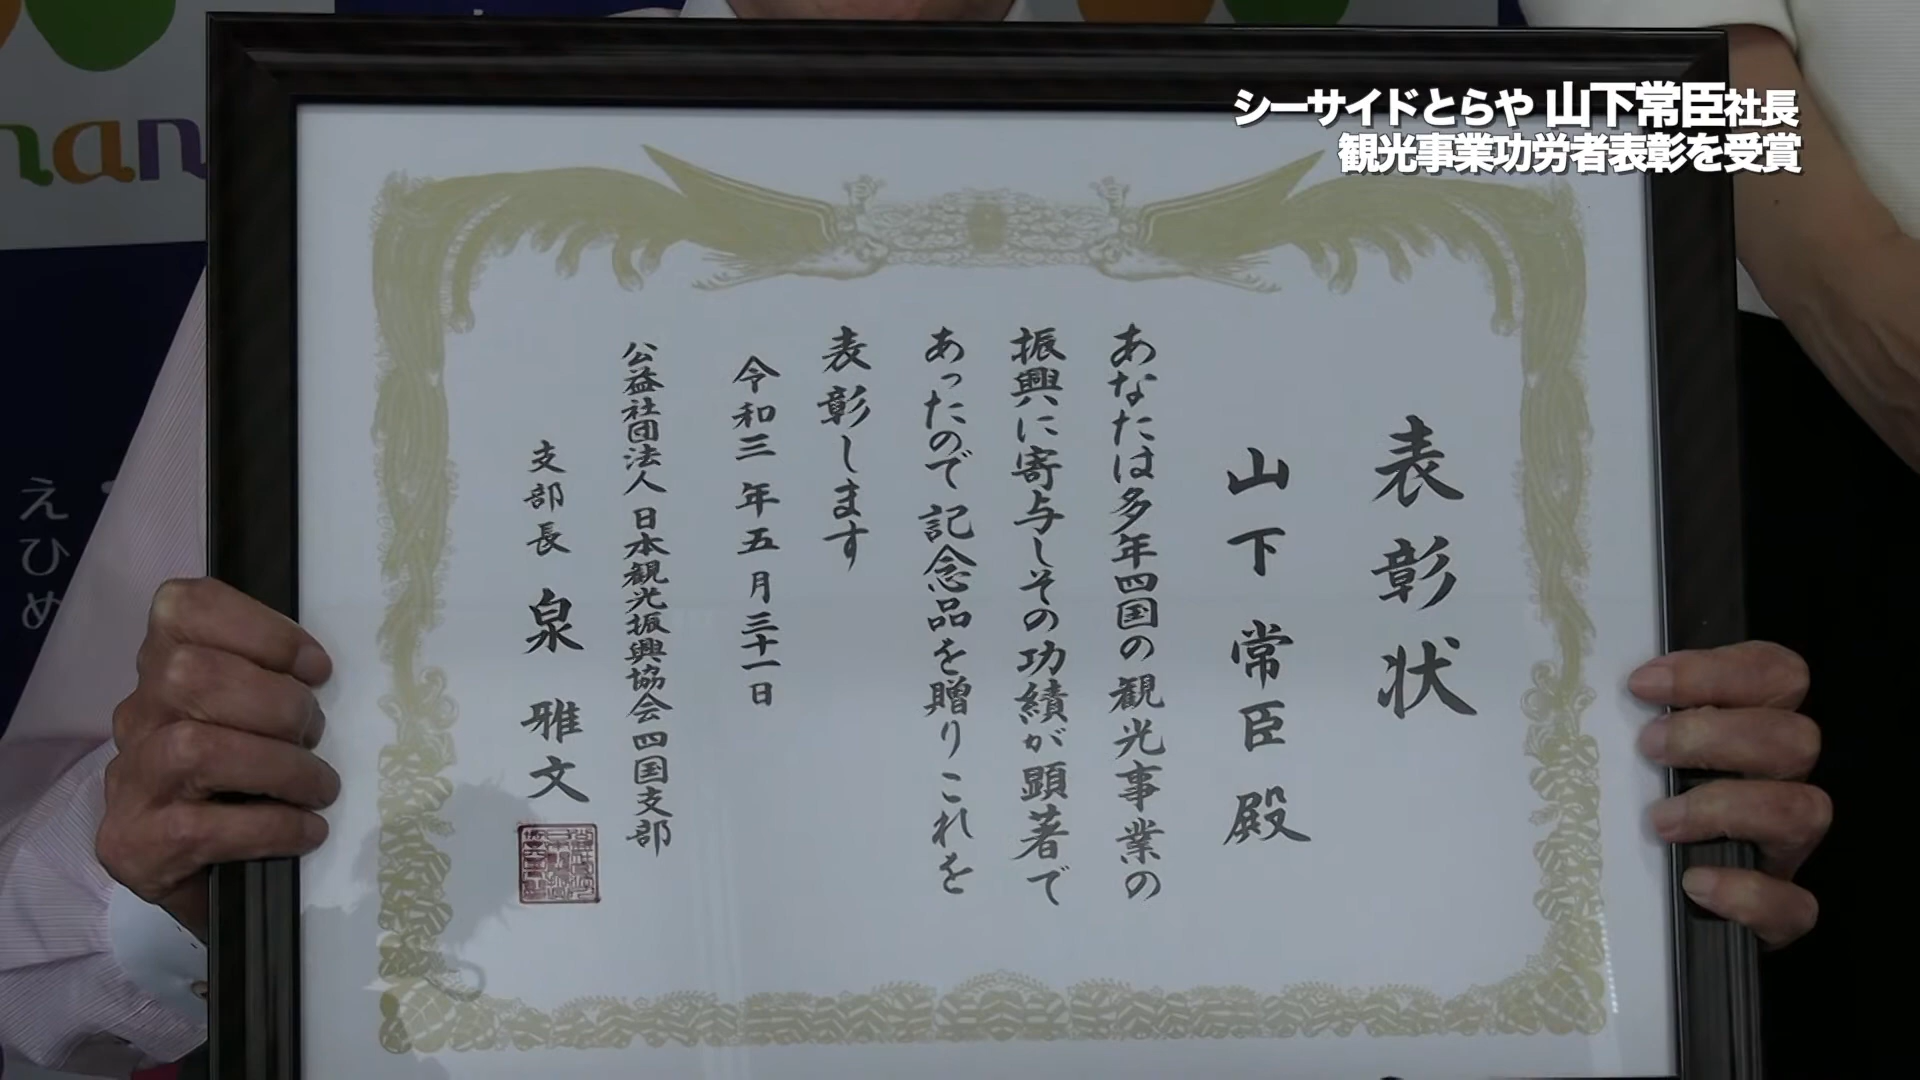 シーサイドとらや 山下常臣社長
観光事業功労者表彰を受賞
表彰状
山下常臣殿
あなたは多年四国の観光事業の
振興に寄与しその功績が顕著で
あったので記念品を贈りこれを
表彰します
令和三年五月三十一日
公益社団法人 日本観光振興協会四国支部
支部長 泉雅文
nan
えひめ